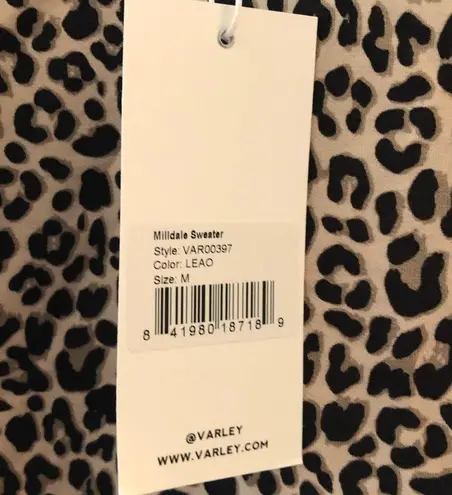 Milldale Sweater
Style: VAR00397
Color: LEAO
Size: M
8 41980 18718 9
@VARLEY
WWW.VARLEY.COM